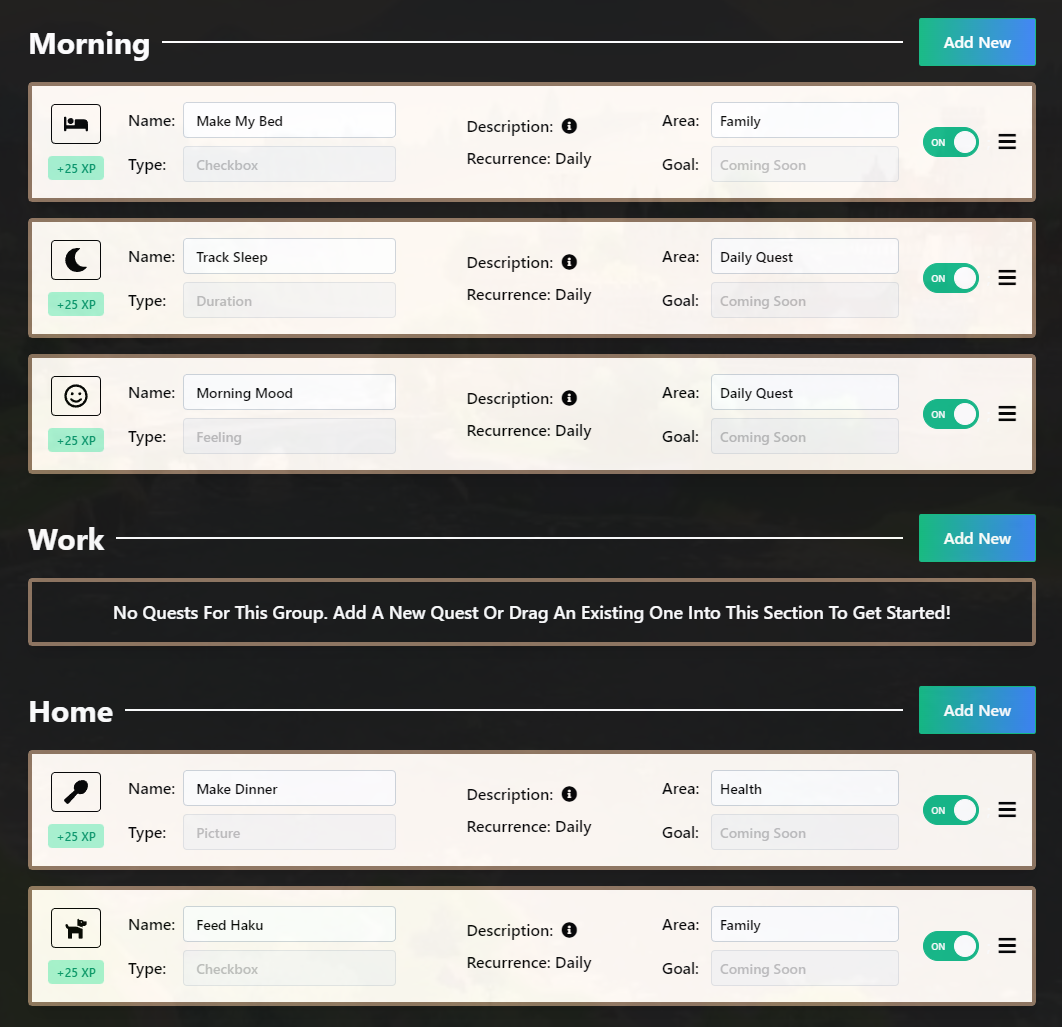 Morning
Add New
Name: Make My Bed
Description:
Area: Family
ON
+25 XP
Type: Checkbox
Recurrence: Daily
Goal: Coming Soon
Name: Track Sleep
Description:
Area: Daily Quest
ON
+25 XP
Type: Duration
Recurrence: Daily
Goal: Coming Soon
Name: Morning Mood
Description:
Area: Daily Quest
ON
+25 XP
Type: Feeling
Recurrence: Daily
Goal: Coming Soon
Work
Add New
No Quests For This Group. Add A New Quest Or Drag An Existing One Into This Section To Get Started!
Home
Add New
Name: Make Dinner
Description:
Area: Health
ON
+25 XP
Type: Picture
Recurrence: Daily
Goal: Coming Soon
Name: Feed Haku
Description:
Area: Family
ON
+25 XP
Type: Checkbox
Recurrence: Daily
Goal: Coming Soon